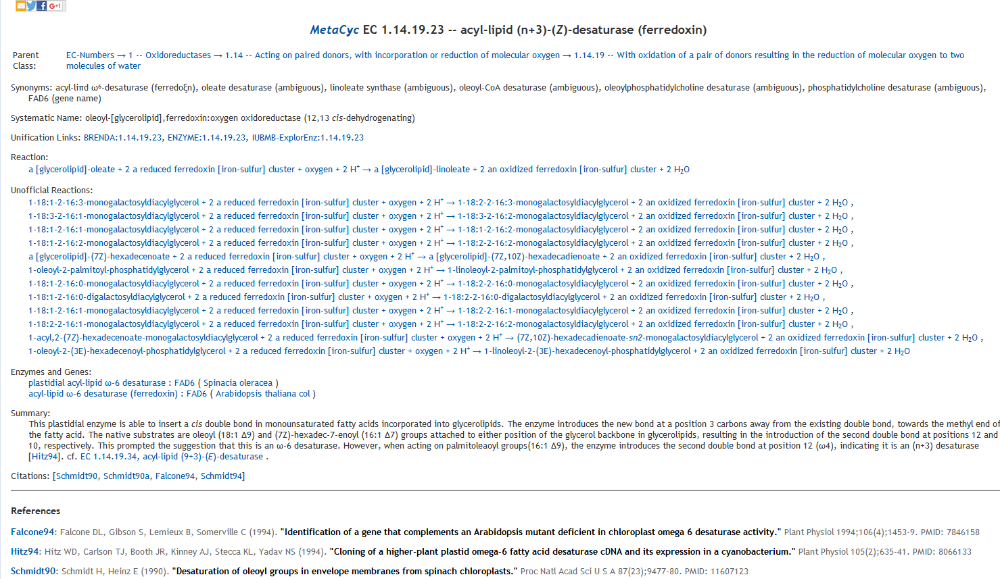 G+1
MetaCyc EC 1.14.19.23 -- acyl-lipid (n+3)-(Z)-desaturase (ferredoxin)
Parent Class: EC-Numbers → 1 -- Oxidoreductases → 1.14 -- Acting on paired donors, with incorporation or reduction of molecular oxygen → 1.14.19 -- With oxidation of a pair of donors resulting in the reduction of molecular oxygen to two
molecules of water
Synonyms: acyl-liπd ω⁶-desaturase (ferredoξη), oleate desaturase (ambiguous), linoleate synthase (ambiguous), oleoyl-CoA desaturase (ambiguous), oleoylphosphatidylcholine desaturase (ambiguous), phosphatidylcholine desaturase (ambiguous),
FAD6 (gene name)
Systematic Name: oleoyl-[glycerolipid],ferredoxin:oxygen oxidoreductase (12,13 cis-dehydrogenating)
Unification Links: BRENDA:1.14.19.23, ENZYME:1.14.19.23, IUBMB-ExplorEnz:1.14.19.23
Reaction:
a [glycerolipid]-oleate + 2 a reduced ferredoxin [iron-sulfur] cluster + oxygen + 2 H⁺ → a [glycerolipid]-linoleate + 2 an oxidized ferredoxin [iron-sulfur] cluster + 2 H₂O
Unofficial Reactions:
1-18:1-2-16:3-monogalactosyldiacylglycerol + 2 a reduced ferredoxin [iron-sulfur] cluster + oxygen + 2 H⁺ → 1-18:2-2-16:3-monogalactosyldiacylglycerol + 2 an oxidized ferredoxin [iron-sulfur] cluster + 2 H₂O ,
1-18:3-2-16:1-monogalactosyldiacylglycerol + 2 a reduced ferredoxin [iron-sulfur] cluster + oxygen + 2 H⁺ → 1-18:3-2-16:2-monogalactosyldiacylglycerol + 2 an oxidized ferredoxin [iron-sulfur] cluster + 2 H₂O ,
1-18:1-2-16:1-monogalactosyldiacylglycerol + 2 a reduced ferredoxin [iron-sulfur] cluster + oxygen + 2 H⁺ → 1-18:1-2-16:2-monogalactosyldiacylglycerol + 2 an oxidized ferredoxin [iron-sulfur] cluster + 2 H₂O ,
1-18:1-2-16:2-monogalactosyldiacylglycerol + 2 a reduced ferredoxin [iron-sulfur] cluster + oxygen + 2 H⁺ → 1-18:2-2-16:2-monogalactosyldiacylglycerol + 2 an oxidized ferredoxin [iron-sulfur] cluster + 2 H₂O ,
a [glycerolipid]-(7Z)-hexadecenoate + 2 a reduced ferredoxin [iron-sulfur] cluster + oxygen + 2 H⁺ → a [glycerolipid]-(7Z,10Z)-hexadecadienoate + 2 an oxidized ferredoxin [iron-sulfur] cluster + 2 H₂O ,
1-oleoyl-2-palmitoyl-phosphatidylglycerol + 2 a reduced ferredoxin [iron-sulfur] cluster + oxygen + 2 H⁺ → 1-linoleoyl-2-palmitoyl-phosphatidylglycerol + 2 an oxidized ferredoxin [iron-sulfur] cluster + 2 H₂O ,
1-18:1-2-16:0-monogalactosyldiacylglycerol + 2 a reduced ferredoxin [iron-sulfur] cluster + oxygen + 2 H⁺ → 1-18:2-2-16:0-monogalactosyldiacylglycerol + 2 an oxidized ferredoxin [iron-sulfur] cluster + 2 H₂O ,
1-18:1-2-16:0-digalactosyldiacylglycerol + 2 a reduced ferredoxin [iron-sulfur] cluster + oxygen + 2 H⁺ → 1-18:2-2-16:0-digalactosyldiacylglycerol + 2 an oxidized ferredoxin [iron-sulfur] cluster + 2 H₂O ,
1-18:1-2-16:1-monogalactosyldiacylglycerol + 2 a reduced ferredoxin [iron-sulfur] cluster + oxygen + 2 H⁺ → 1-18:2-2-16:1-monogalactosyldiacylglycerol + 2 an oxidized ferredoxin [iron-sulfur] cluster + 2 H₂O ,
1-18:2-2-16:1-monogalactosyldiacylglycerol + 2 a reduced ferredoxin [iron-sulfur] cluster + oxygen + 2 H⁺ → 1-18:2-2-16:2-monogalactosyldiacylglycerol + 2 an oxidized ferredoxin [iron-sulfur] cluster + 2 H₂O ,
1-acyl,2-(7Z)-hexadecenoate-monogalactosyldiacylglycerol + 2 a reduced ferredoxin [iron-sulfur] cluster + oxygen + 2 H⁺ → (7Z,10Z)-hexadecadienoate-sn2-monogalactosyldiacylglycerol + 2 an oxidized ferredoxin [iron-sulfur] cluster + 2 H₂O ,
1-oleoyl-2-(3E)-hexadecenoyl-phosphatidylglycerol + 2 a reduced ferredoxin [iron-sulfur] cluster + oxygen + 2 H⁺ → 1-linoleoyl-2-(3E)-hexadecenoyl-phosphatidylglycerol + 2 an oxidized ferredoxin [iron-sulfur] cluster + 2 H₂O
Enzymes and Genes:
plastidial acyl-lipid ω-6 desaturase : FAD6 ( Spinacia oleracea )
acyl-lipid ω-6 desaturase (ferredoxin) : FAD6 ( Arabidopsis thaliana col )
Summary:
This plastidial enzyme is able to insert a cis double bond in monounsaturated fatty acids incorporated into glycerolipids. The enzyme introduces the new bond at a position 3 carbons away from the existing double bond, towards the methyl end of
the fatty acid. The native substrates are oleoyl (18:1 Δ9) and (7Z)-hexadec-7-enoyl (16:1 Δ7) groups attached to either position of the glycerol backbone in glycerolipids, resulting in the introduction of the second double bond at positions 12 and
10, respectively. This prompted the suggestion that this is an ω-6 desaturase. However, when acting on palmitoleaoyl groups(16:1 Δ9), the enzyme introduces the second double bond at position 12 (ω4), indicating it is an (n+3) desaturase
[Hitz94]. cf. EC 1.14.19.34, acyl-lipid (9+3)-(E)-desaturase .
Citations: [Schmidt90, Schmidt90a, Falcone94, Schmidt94]
References
Falcone94: Falcone DL, Gibson S, Lemieux B, Somerville C (1994). "Identification of a gene that complements an Arabidopsis mutant deficient in chloroplast omega 6 desaturase activity." Plant Physiol 1994;106(4);1453-9. PMID: 7846158
Hitz94: Hitz WD, Carlson TJ, Booth JR, Kinney AJ, Stecca KL, Yadav NS (1994). "Cloning of a higher-plant plastid omega-6 fatty acid desaturase cDNA and its expression in a cyanobacterium." Plant Physiol 105(2);635-41. PMID: 8066133
Schmidt90: Schmidt H, Heinz E (1990). "Desaturation of oleoyl groups in envelope membranes from spinach chloroplasts." Proc Natl Acad Sci U S A 87(23);9477-80. PMID: 11607123